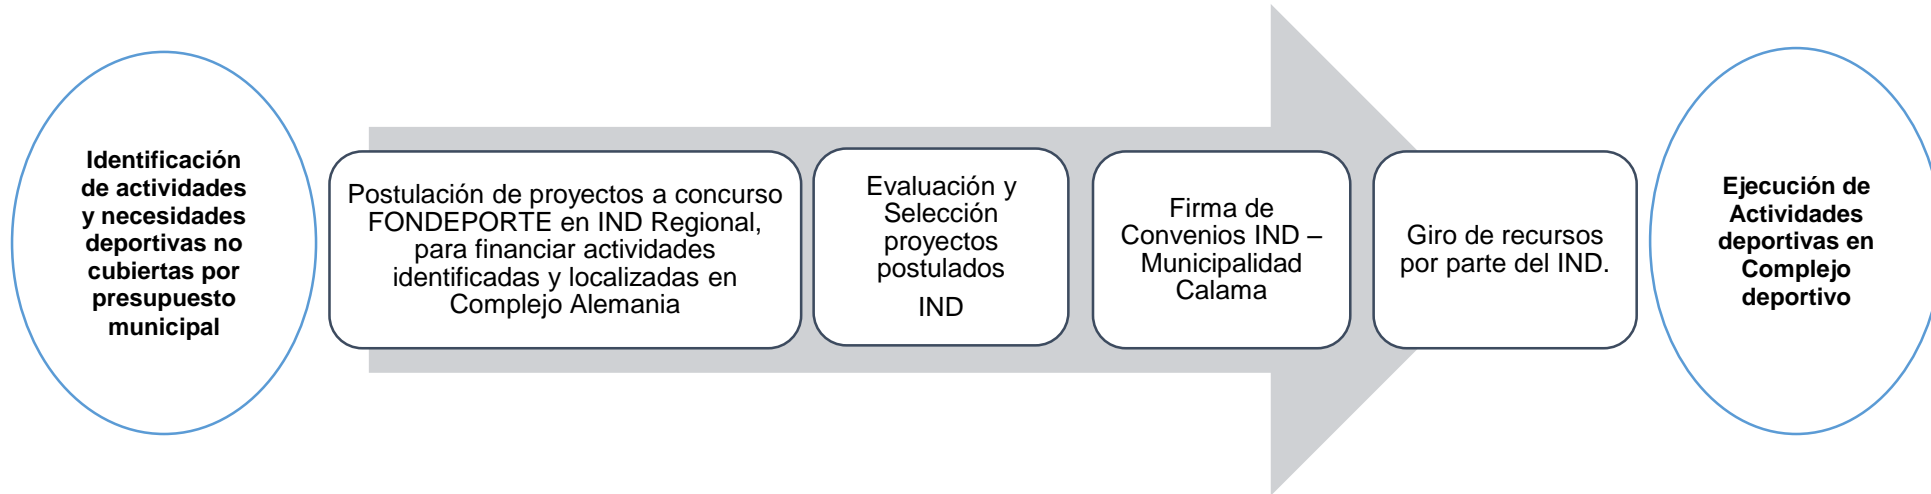 Identificación
de actividades
y necesidades
deportivas no
cubiertas por
presupuesto
municipal
Postulación de proyectos a concurso
FONDEPORTE en IND Regional,
para financiar actividades
identificadas y localizadas en
Complejo Alemania
Evaluación y
Selección
proyectos
postulados
IND
Firma de
Convenios IND –
Municipalidad
Calama
Giro de recursos
por parte del IND.
Ejecución de
Actividades
deportivas en
Complejo
deportivo